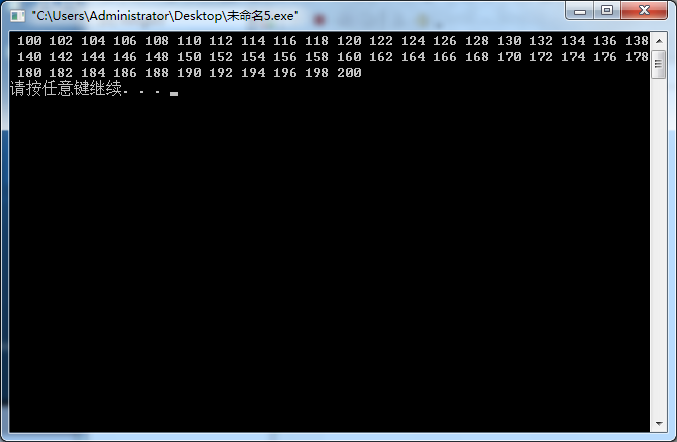 "C:\Users\Administrator\Desktop\未命名5.exe"
100 102 104 106 108 110 112 114 116 118 120 122 124 126 128 130 132 134 136 138
140 142 144 146 148 150 152 154 156 158 160 162 164 166 168 170 172 174 176 178
180 182 184 186 188 190 192 194 196 198 200
请按任意键继续. . .